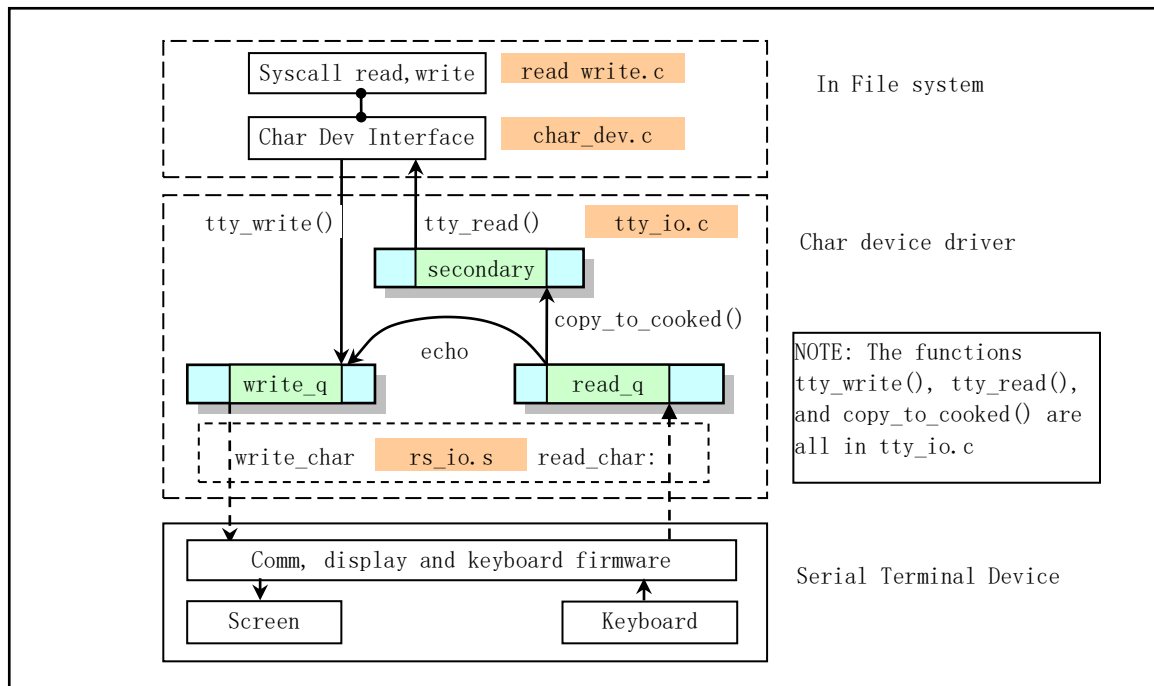 Syscall read,write
read write.c
In File system
Char Dev Interface
char_dev.c
tty_write()
tty_read()
tty_io.c
Char device driver
secondary
copy_to_cooked()
echo
write_q
read_q
NOTE: The functions
tty_write(), tty_read(),
and copy_to_cooked() are
all in tty_io.c
write_char
rs_io.s
read_char:
Comm, display and keyboard firmware
Serial Terminal Device
Screen
Keyboard